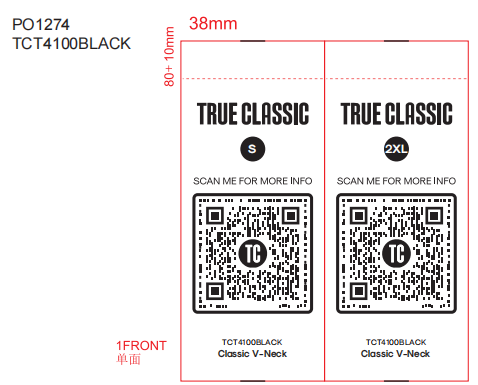 PO1274
TCT4100BLACK
38mm
80+10mm
TRUE CLASSIC
S
SCAN ME FOR MORE INFO
TC
TCT4100BLACK
Classic V-Neck
TRUE CLASSIC
2XL
SCAN ME FOR MORE INFO
TC
TCT4100BLACK
Classic V-Neck
1FRONT
单面